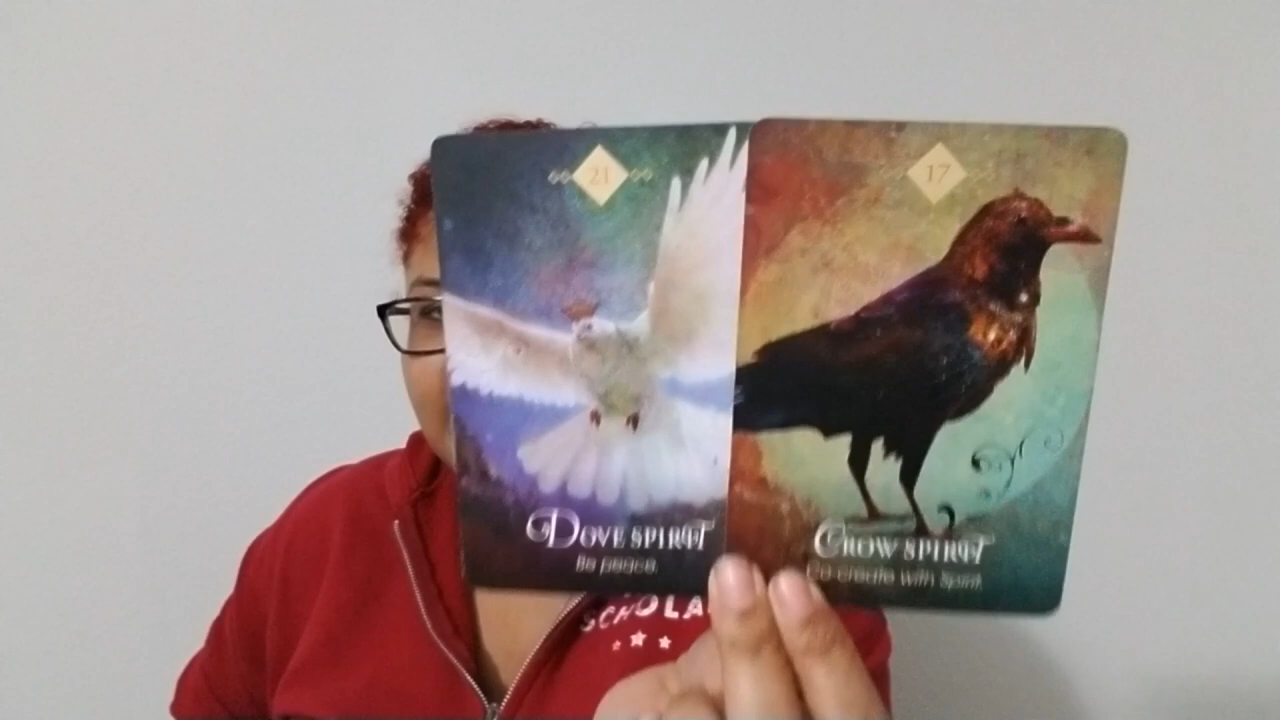 21
DOVE SPIRIT
Be peace.
17
CROW SPIRIT
Co-create with Spirit.
SCHOLA